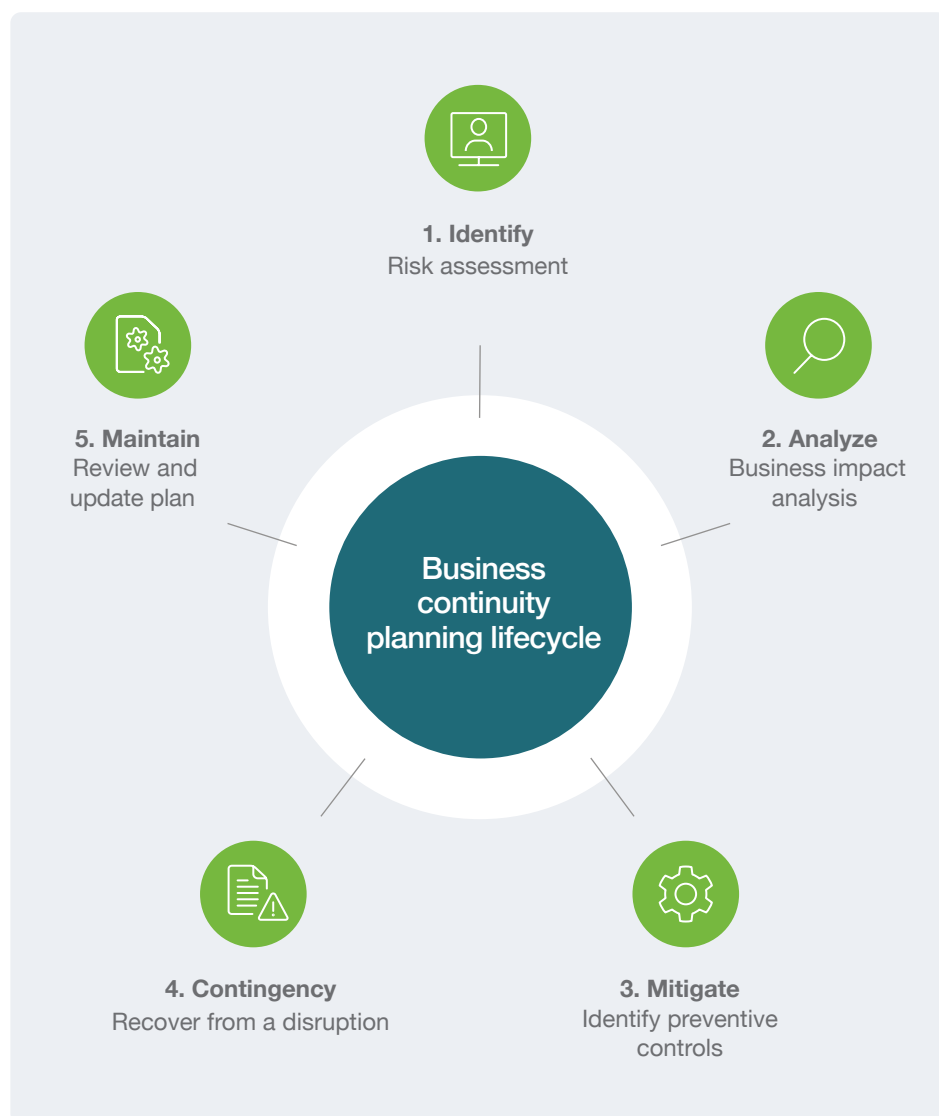 1. Identify
Risk assessment
2. Analyze
Business impact
analysis
3. Mitigate
Identify preventive
controls
4. Contingency
Recover from a disruption
5. Maintain
Review and
update plan
Business
continuity
planning lifecycle